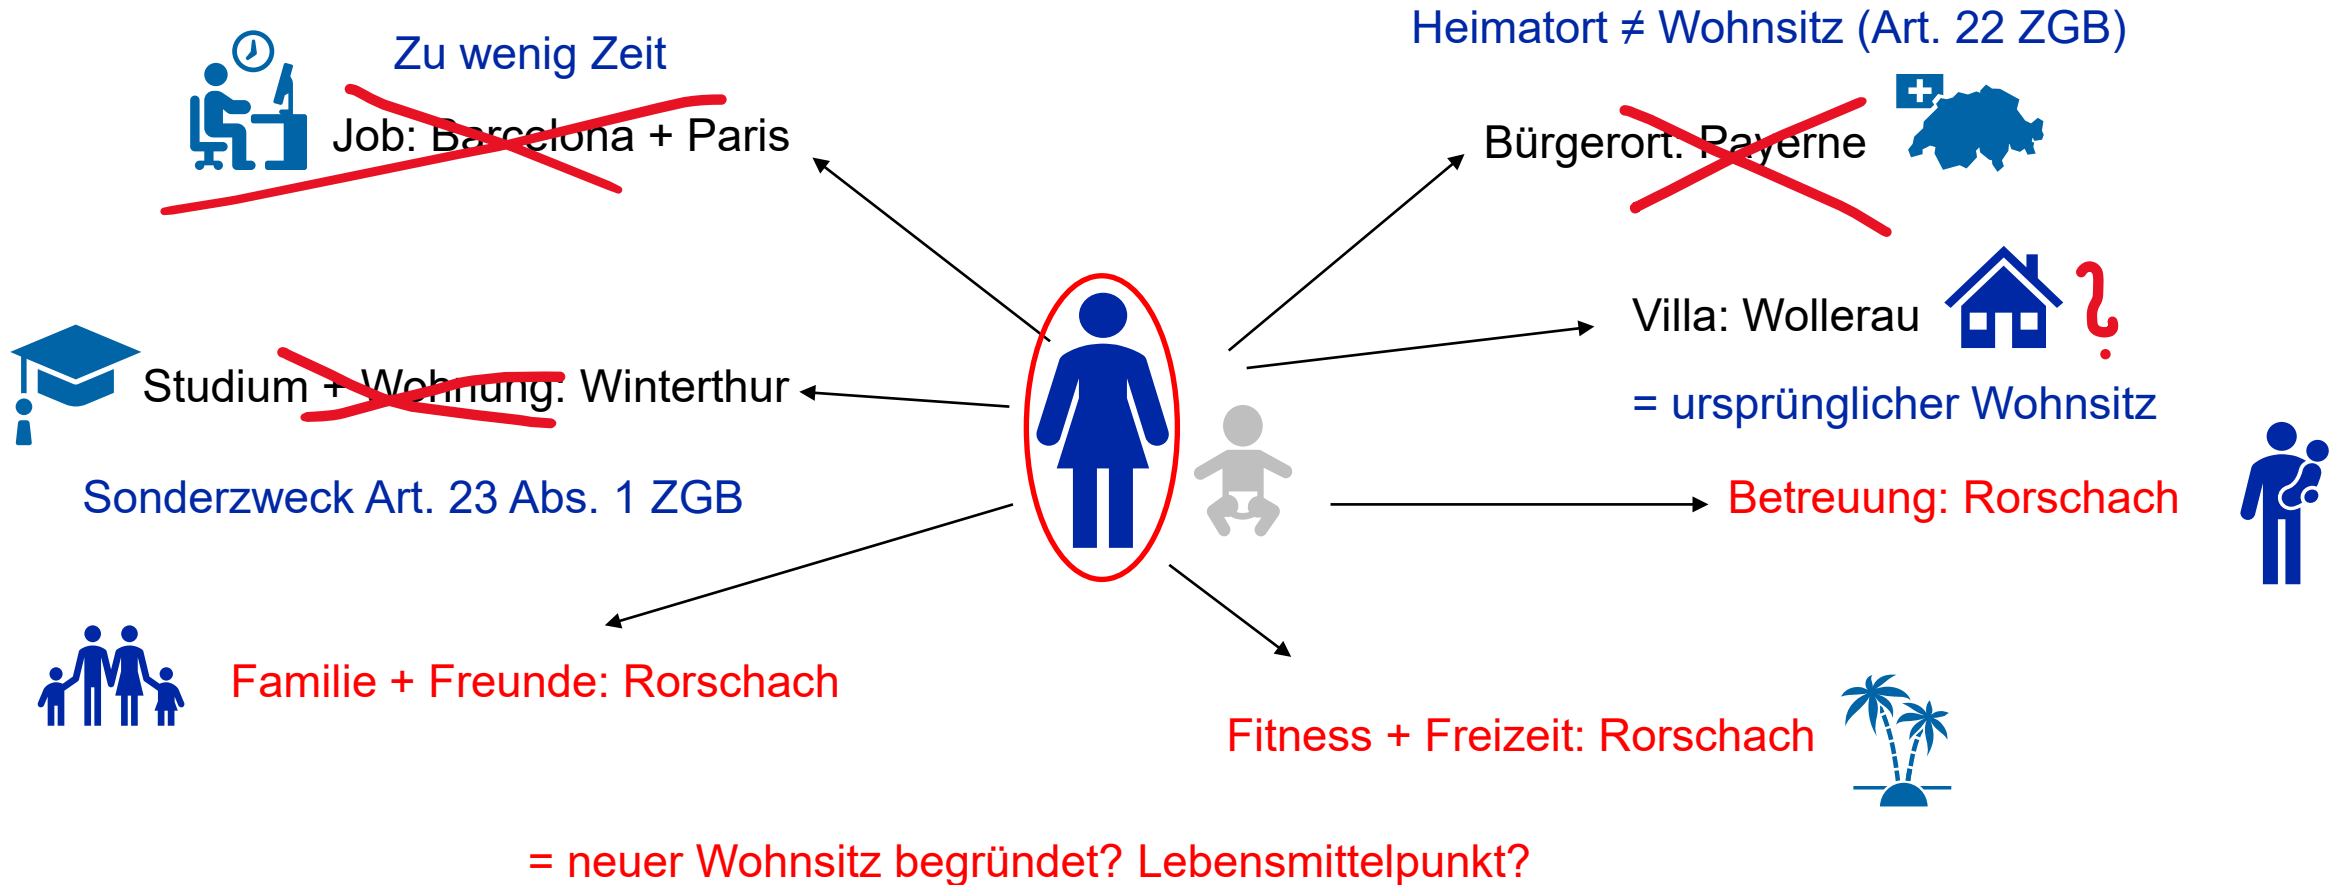 Zu wenig Zeit
Heimatort ≠ Wohnsitz (Art. 22 ZGB)
Job: Barcelona + Paris
Bürgerort: Payerne
Villa: Wollerau
Studium + Wohnung: Winterthur
= ursprünglicher Wohnsitz
Sonderzweck Art. 23 Abs. 1 ZGB
Betreuung: Rorschach
Familie + Freunde: Rorschach
Fitness + Freizeit: Rorschach
= neuer Wohnsitz begründet? Lebensmittelpunkt?